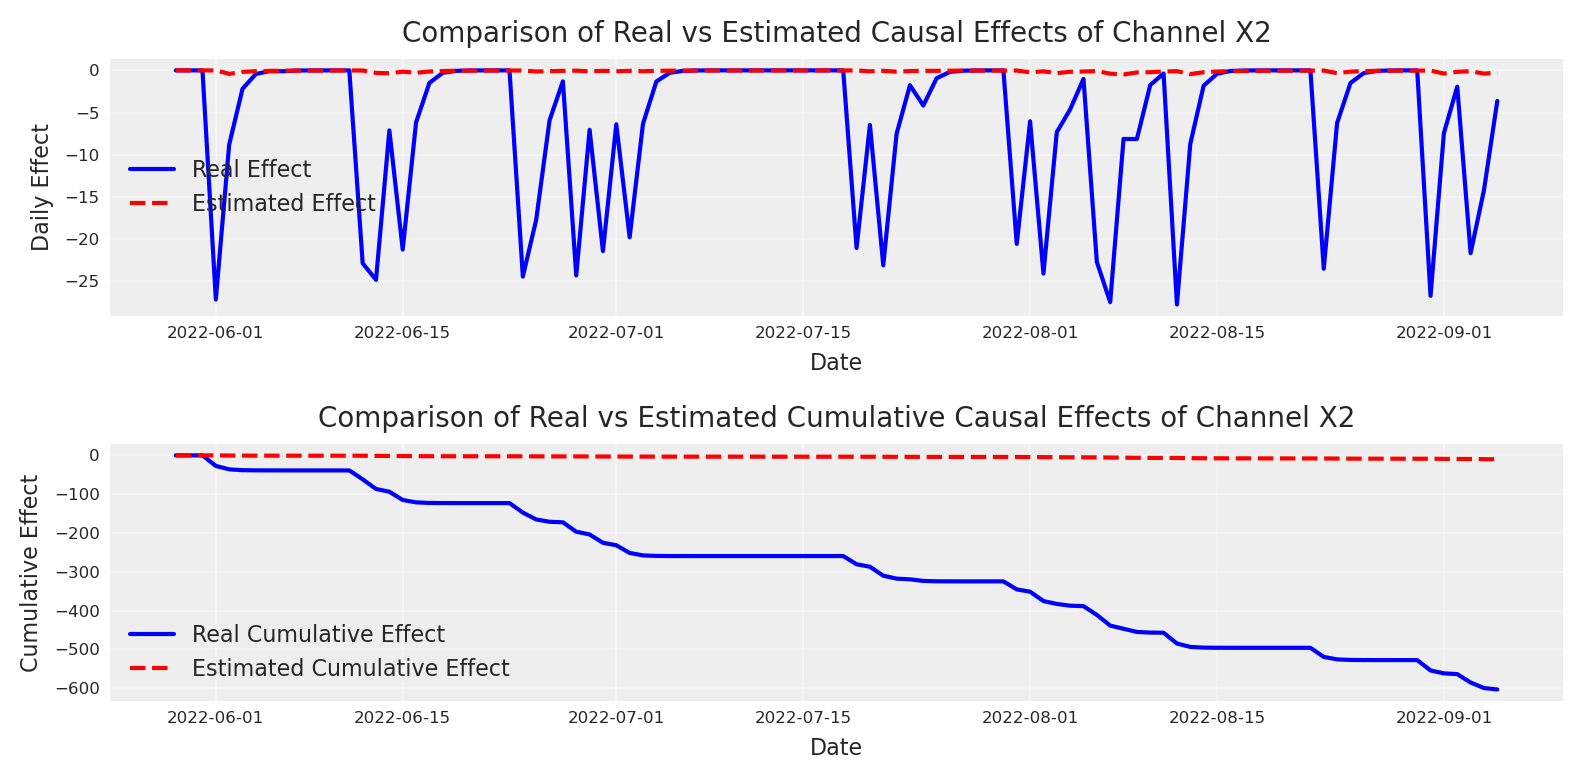 Comparison of Real vs Estimated Causal Effects of Channel X2
Daily Effect
0
−5
−10
−15
−20
−25
Real Effect
Estimated Effect
2022-06-01 2022-06-15 2022-07-01 2022-07-15 2022-08-01 2022-08-15 2022-09-01
Date
Comparison of Real vs Estimated Cumulative Causal Effects of Channel X2
Cumulative Effect
0
−100
−200
−300
−400
−500
−600
Real Cumulative Effect
Estimated Cumulative Effect
2022-06-01 2022-06-15 2022-07-01 2022-07-15 2022-08-01 2022-08-15 2022-09-01
Date